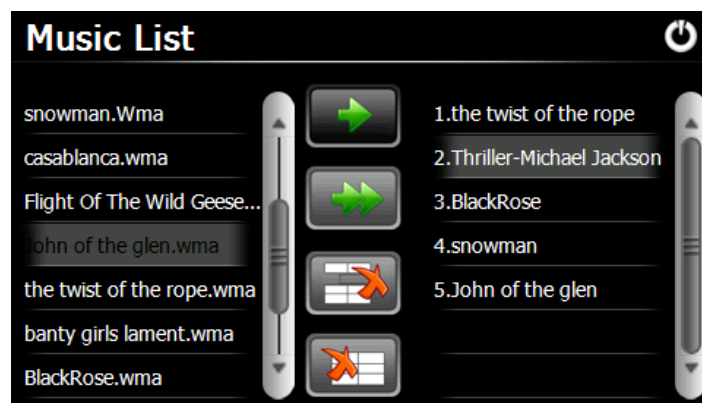 Music List
snowman.Wma
casablanca.wma
Flight Of The Wild Geese...
John of the glen.wma
the twist of the rope.wma
banty girls lament.wma
BlackRose.wma
1.the twist of the rope
2.Thriller-Michael Jackson
3.BlackRose
4.snowman
5.John of the glen